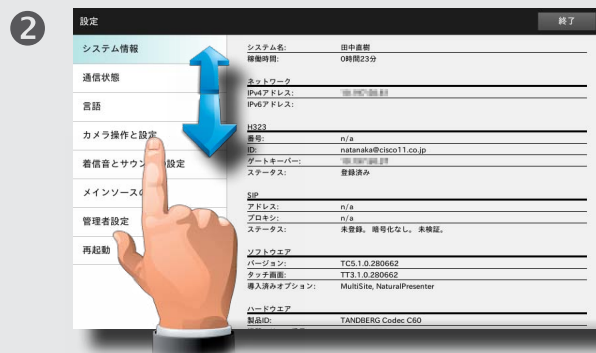 2
設定
終了
システム情報
通信状態
言語
カメラ操作と設定
着信音とサウン 設定
メインソースの
管理者設定
再起動
システム名: 田中直樹
稼働時間: 0時間23分
ネットワーク
IPv4アドレス:
IPv6アドレス:
H323
番号: n/a
ID: natanaka@cisco11.co.jp
ゲートキーパー:
ステータス: 登録済み
SIP
アドレス: n/a
プロキシ: n/a
ステータス: 未登録。 暗号化なし。 未検証。
ソフトウエア
バージョン: TC5.1.0.280662
タッチ画面: TT3.1.0.280662
導入済みオプション: MultiSite, NaturalPresenter
ハードウエア
製品ID: TANDBERG Codec C60